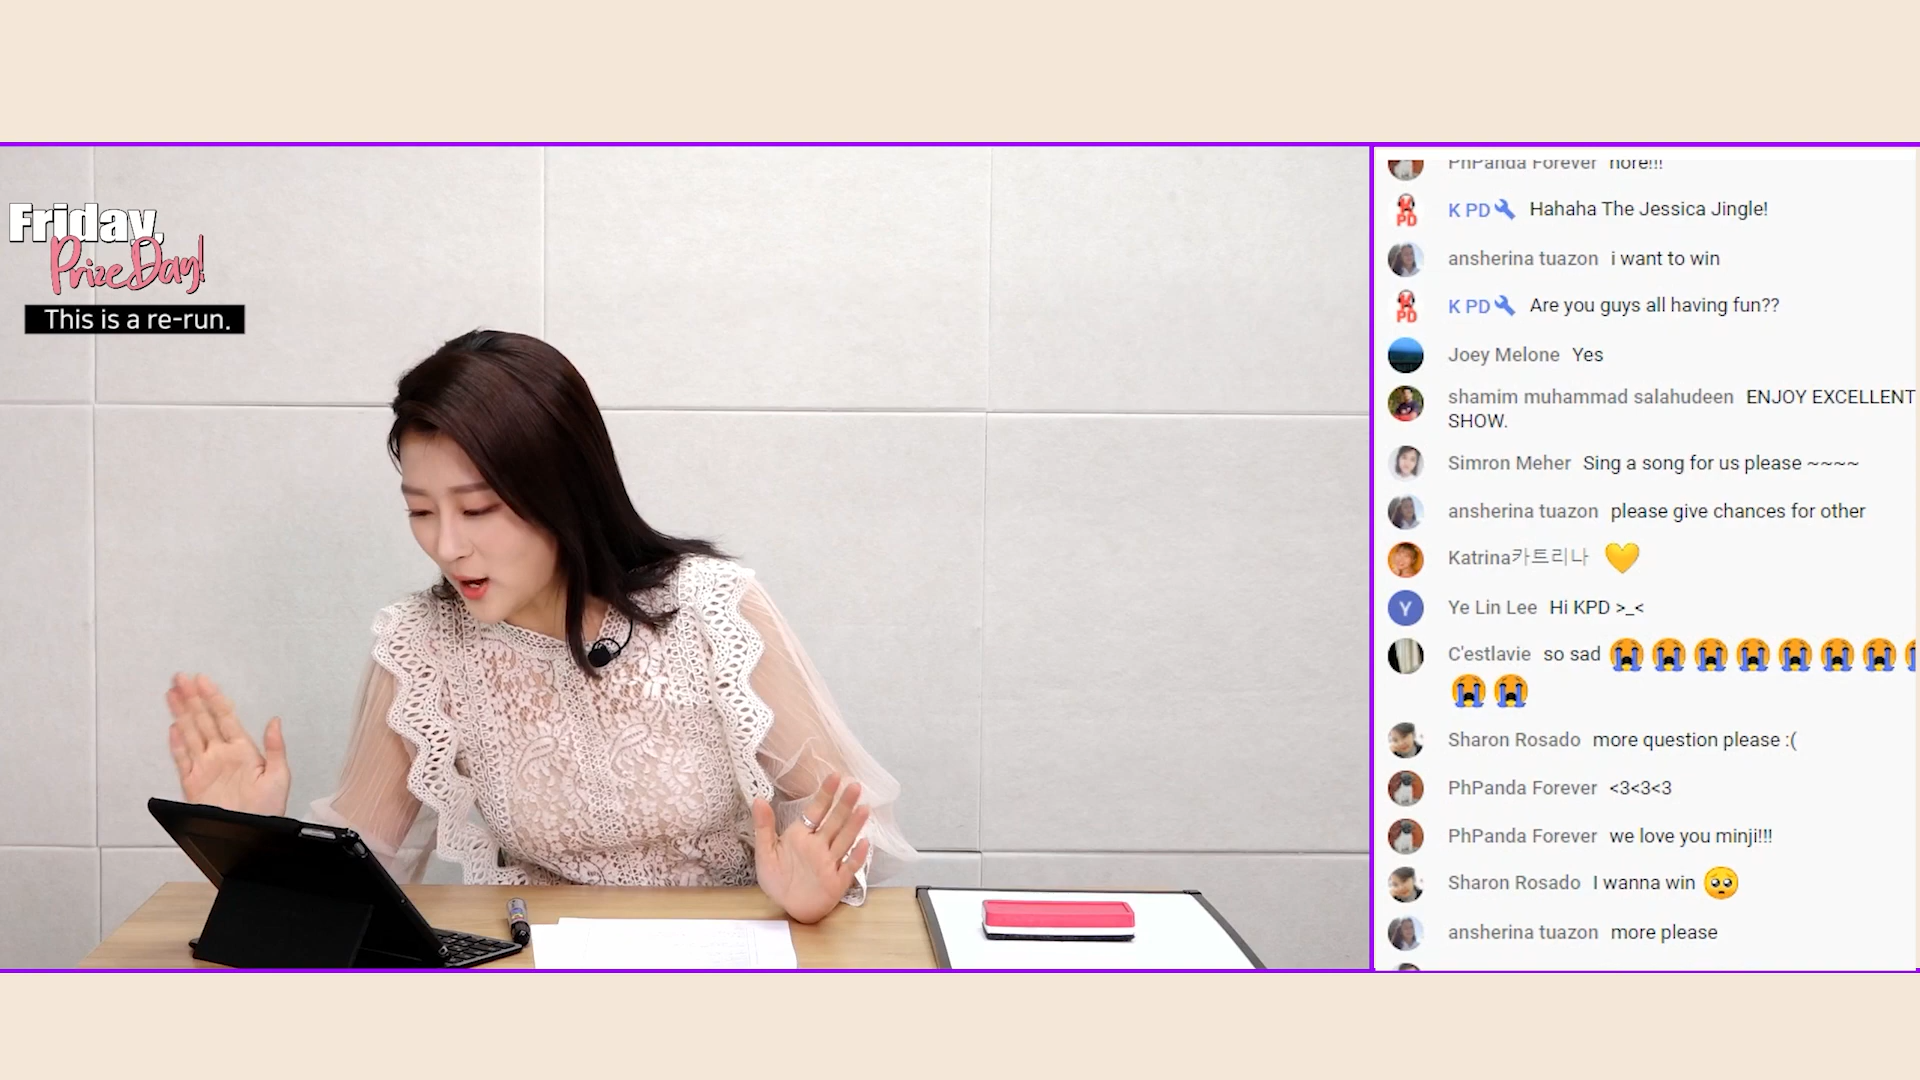 Friday,
PrizeDay!
This is a re-run.
PhPanda Forever more!!!
K PD Hahaha The Jessica Jingle!
ansherina tuazon i want to win
K PD Are you guys all having fun??
Joey Melone Yes
shamim muhammad salahudeen ENJOY EXCELLENT
SHOW.
Simron Meher Sing a song for us please ~~~~
ansherina tuazon please give chances for other
Katrina카트리나 💛
Y Ye Lin Lee Hi KPD >_<
C'estlavie so sad 😭😭😭😭😭😭😭😭
😭😭
Sharon Rosado more question please :(
PhPanda Forever <3<3<3
PhPanda Forever we love you minji!!!
Sharon Rosado I wanna win 🥺
ansherina tuazon more please